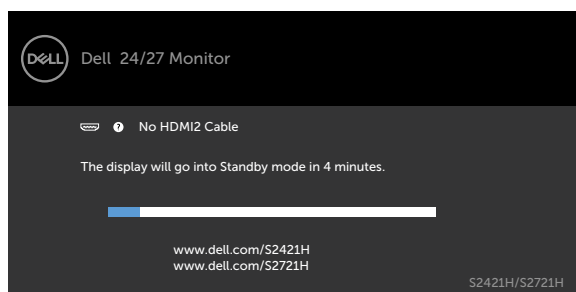 DELL Dell 24/27 Monitor
? No HDMI2 Cable
The display will go into Standby mode in 4 minutes.
www.dell.com/S2421H
www.dell.com/S2721H
S2421H/S2721H